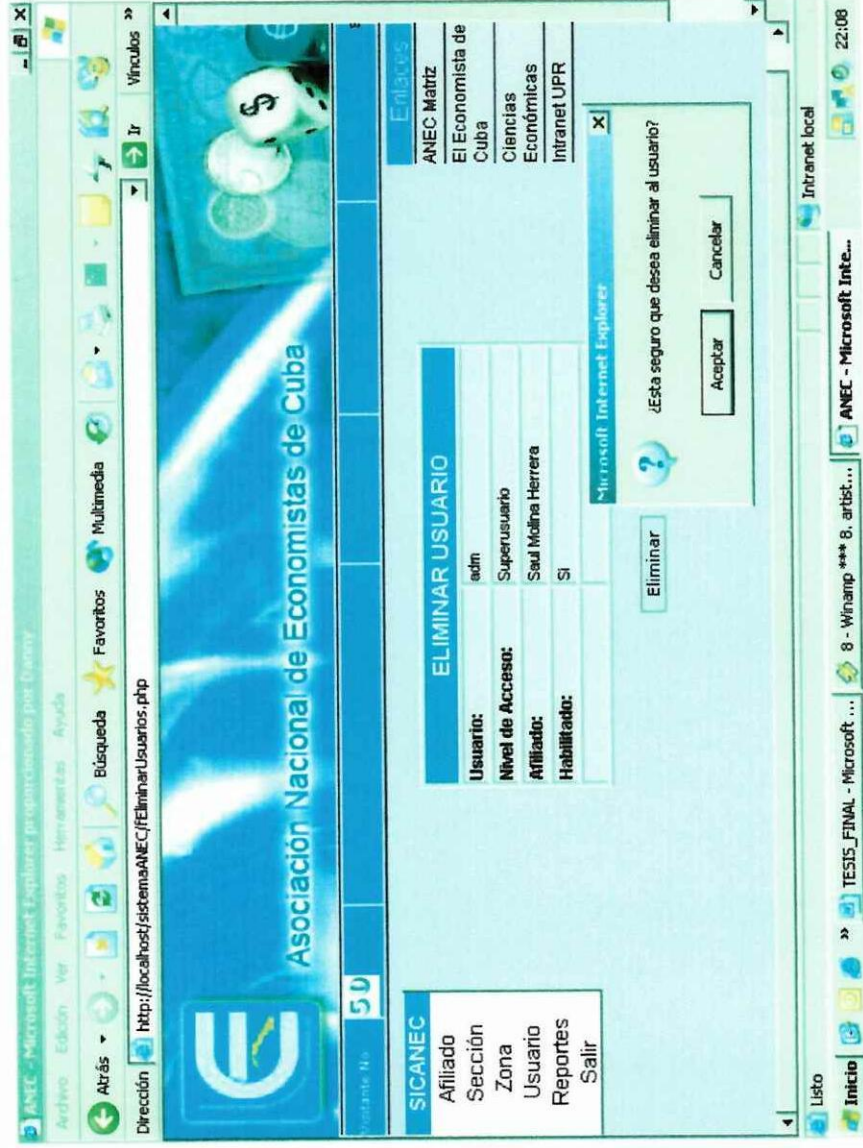 ANEC - Microsoft Internet Explorer proporcionado por Danny
Archivo Edición Ver Favoritos Herramientas Ayuda
Atrás Búsqueda Favoritos Multimedia
Dirección http://localhost/sistemaANEC/fEliminarUsuarios.php Ir Vínculos »
Asociación Nacional de Economistas de Cuba
$
Visitante No 50
SICANEC
Afiliado
Sección
Zona
Usuario
Reportes
Salir
ELIMINAR USUARIO
Usuario: adm
Nivel de Acceso: Superusuario
Afiliado: Saul Molina Herrera
Habilitado: Si
Eliminar
Enlaces
ANEC Matriz
El Economista de
Cuba
Ciencias
Económicas
Intranet UPR
Microsoft Internet Explorer
¿Esta seguro que desea eliminar al usuario?
Aceptar Cancelar
Listo Intranet local
Inicio » TESIS_FINAL - Microsoft ... 8 - Winamp *** 8. artist... ANEC - Microsoft Inte... 22:08